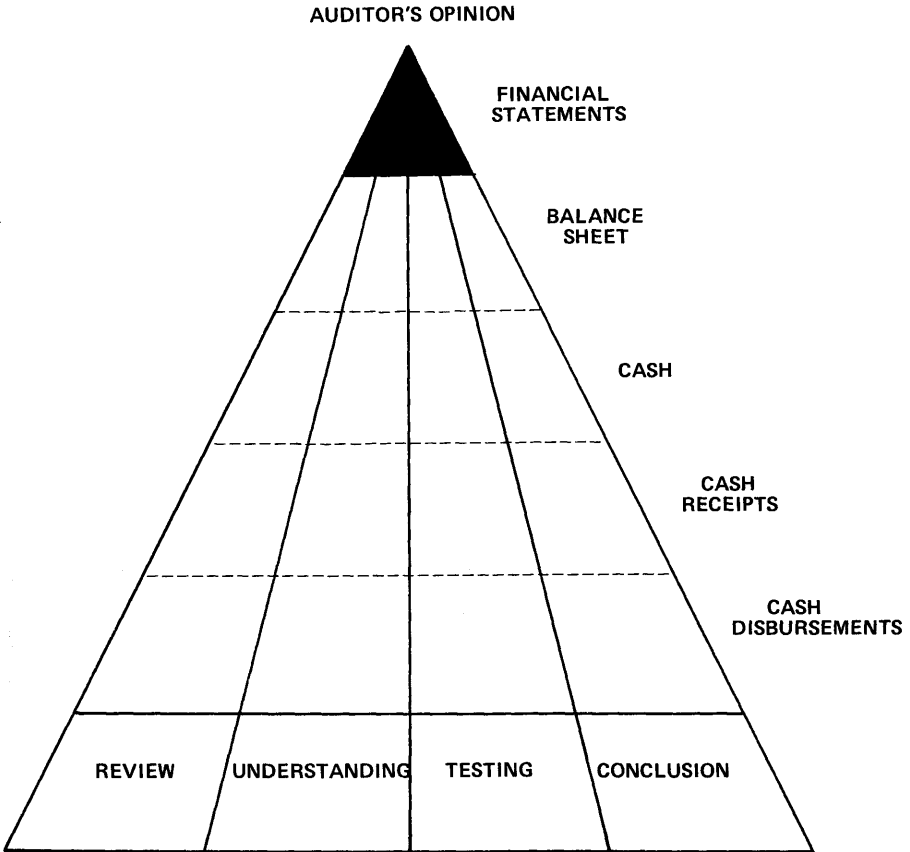 AUDITOR'S OPINION
FINANCIAL
STATEMENTS
BALANCE
SHEET
CASH
CASH
RECEIPTS
CASH
DISBURSEMENTS
REVIEW UNDERSTANDING TESTING CONCLUSION